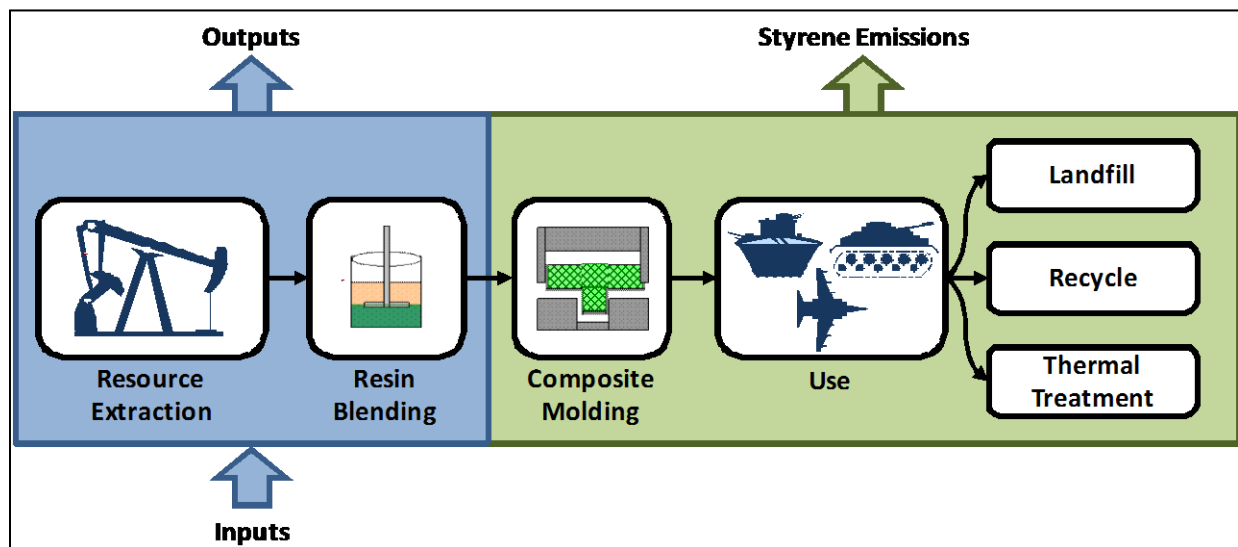 Outputs
Styrene Emissions
Resource
Extraction
Resin
Blending
Composite
Molding
Use
Landfill
Recycle
Thermal
Treatment
Inputs